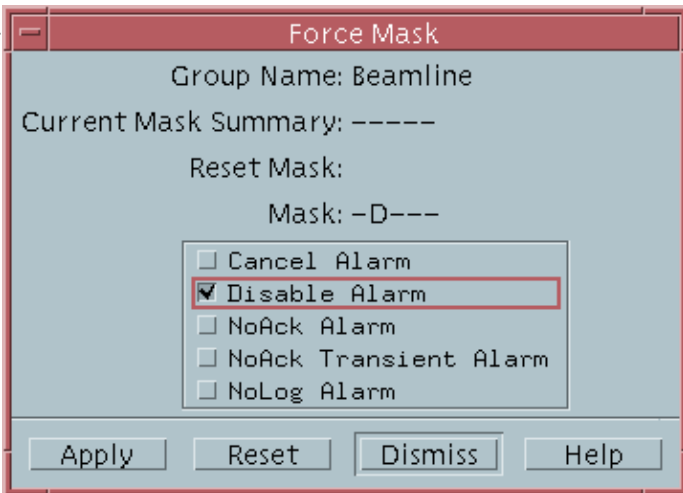 Force Mask
Group Name: Beamline
Current Mask Summary: -----
Reset Mask:
Mask: -D---
Cancel Alarm
Disable Alarm
NoAck Alarm
NoAck Transient Alarm
NoLog Alarm
Apply Reset Dismiss Help